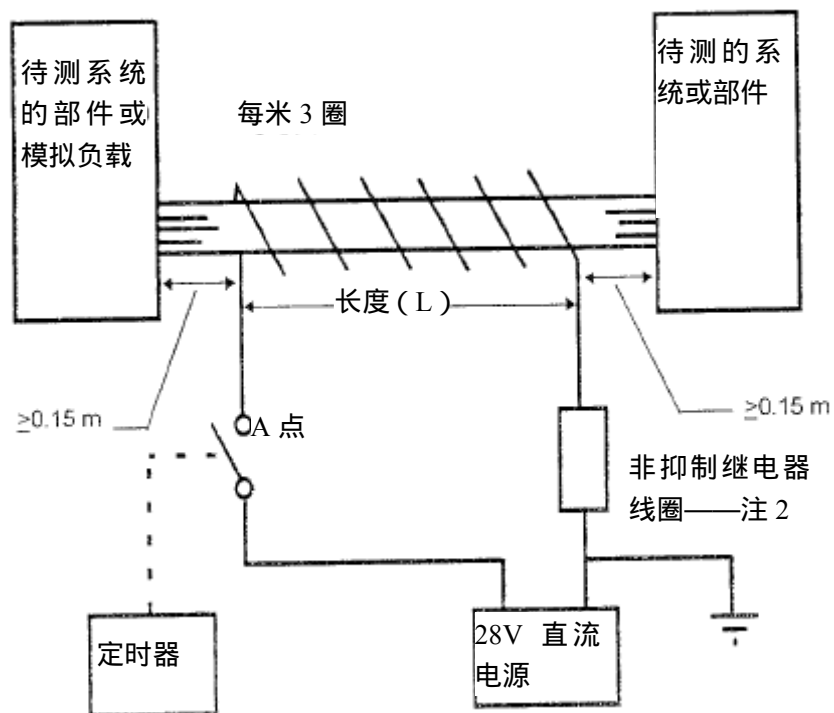 待测系统
的部件或
模拟负载
每米 3 圈
待测的系
统或部件
长度（L）
≥0.15 m
≥0.15 m
A 点
非抑制继电器
线圈——注 2
定时器
28V 直流
电源